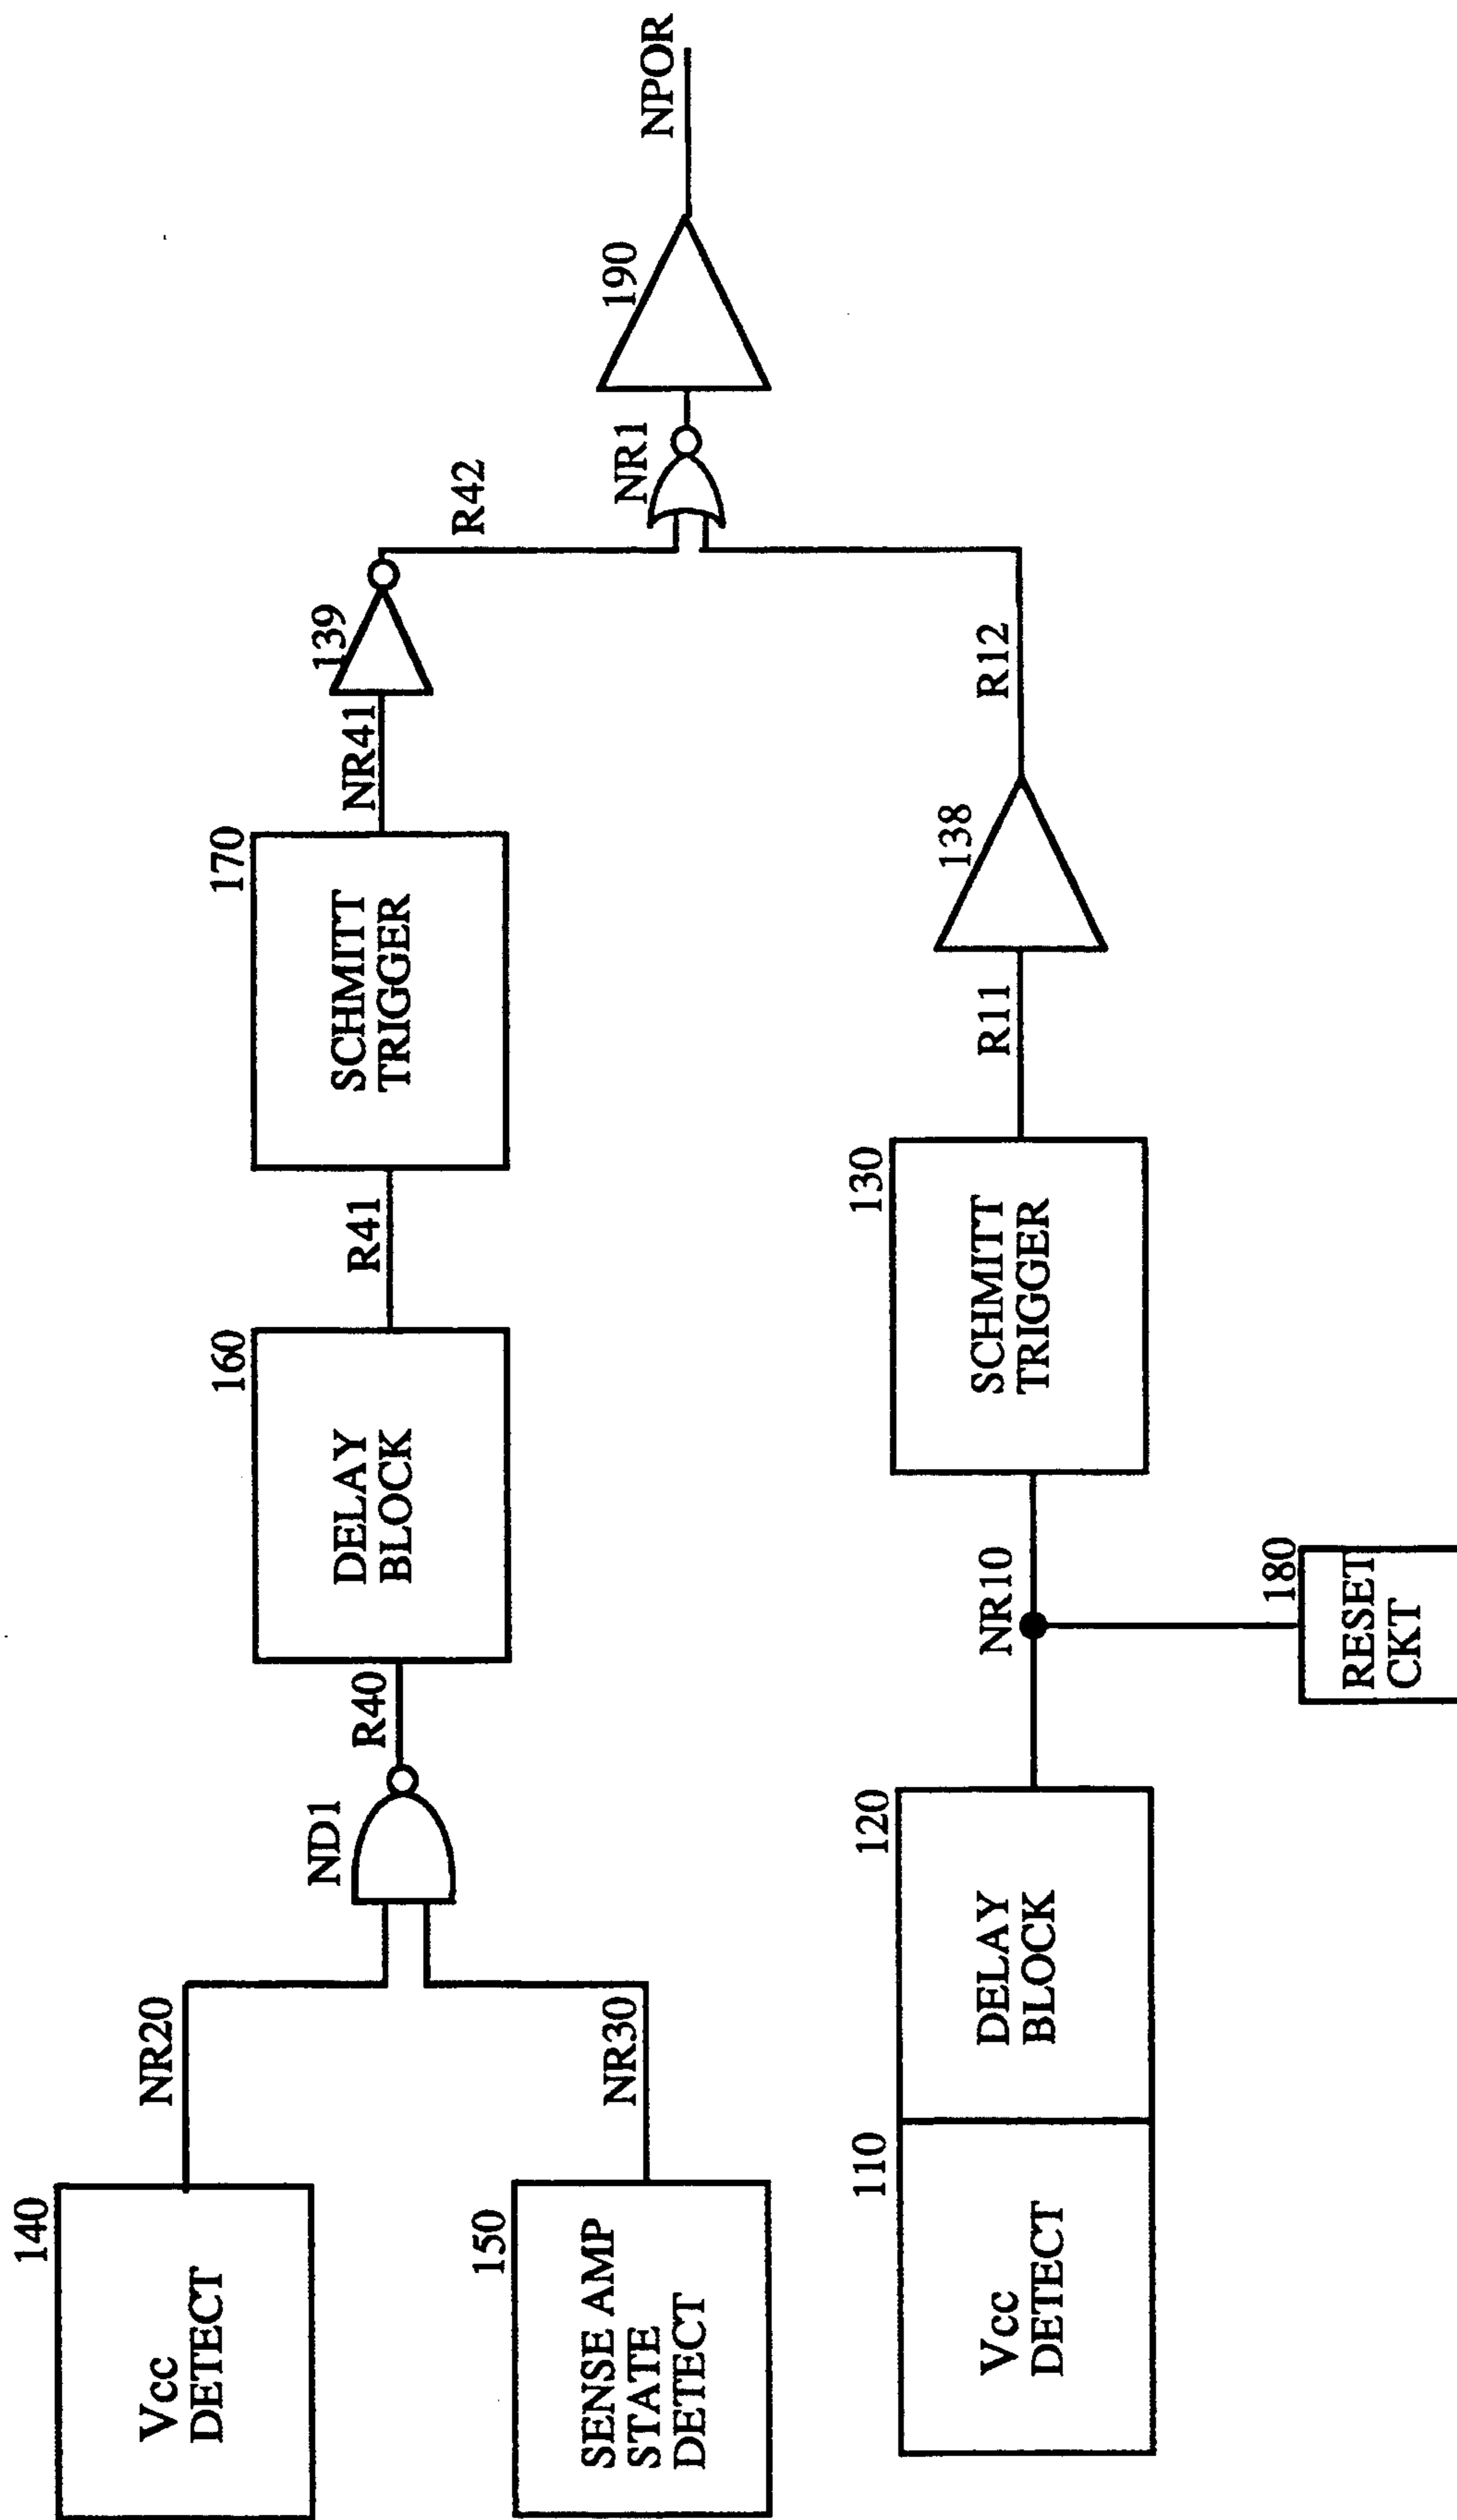 140
Vcc
DETECT
NR20
150
SENSE AMP
STATE
DETECT
NR30
ND1
R40
160
DELAY
BLOCK
R41
170
SCHMITT
TRIGGER
NR41
139
R42
110
Vcc
DETECT
120
DELAY
BLOCK
NR10
180
RESET
CKT
130
SCHMITT
TRIGGER
R11
138
R12
NR1
190
NPOR